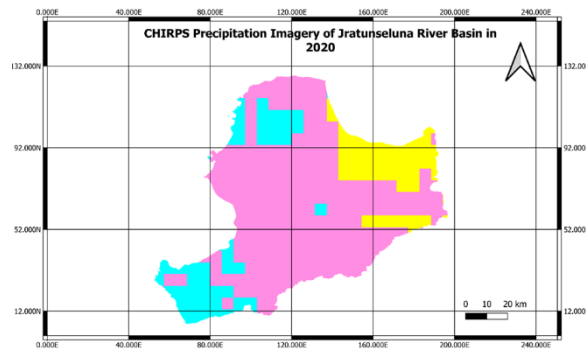 0.000E 40.000E 80.000E 120.000E 160.000E 200.000E 240.000E
CHIRPS Precipitation Imagery of Jratunseluna River Basin in
2020
132.000N 132.000N
92.000N 92.000N
52.000N 52.000N
0 10 20 km
12.000N 12.000N
0.000E 40.000E 80.000E 120.000E 160.000E 200.000E 240.000E